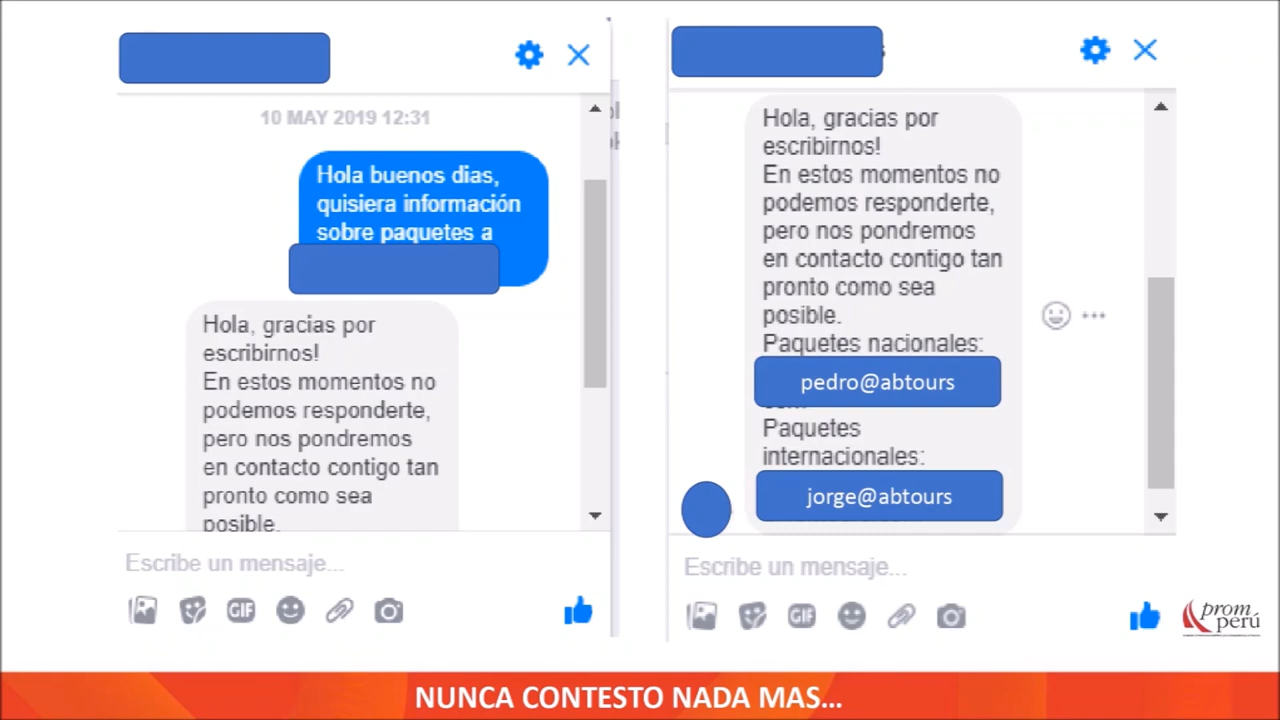 10 MAY 2019 12:31
Hola buenos dias,
quisiera información
sobre paquetes a
Hola, gracias por
escribirnos!
En estos momentos no
podemos responderte,
pero nos pondremos
en contacto contigo tan
pronto como sea
posible.
Escribe un mensaje...
GIF
Hola, gracias por
escribirnos!
En estos momentos no
podemos responderte,
pero nos pondremos
en contacto contigo tan
pronto como sea
posible.
Paquetes nacionales:
pedro@abtours
Paquetes
internacionales:
jorge@abtours
Escribe un mensaje...
GIF
prom
perú
NUNCA CONTESTO NADA MAS...